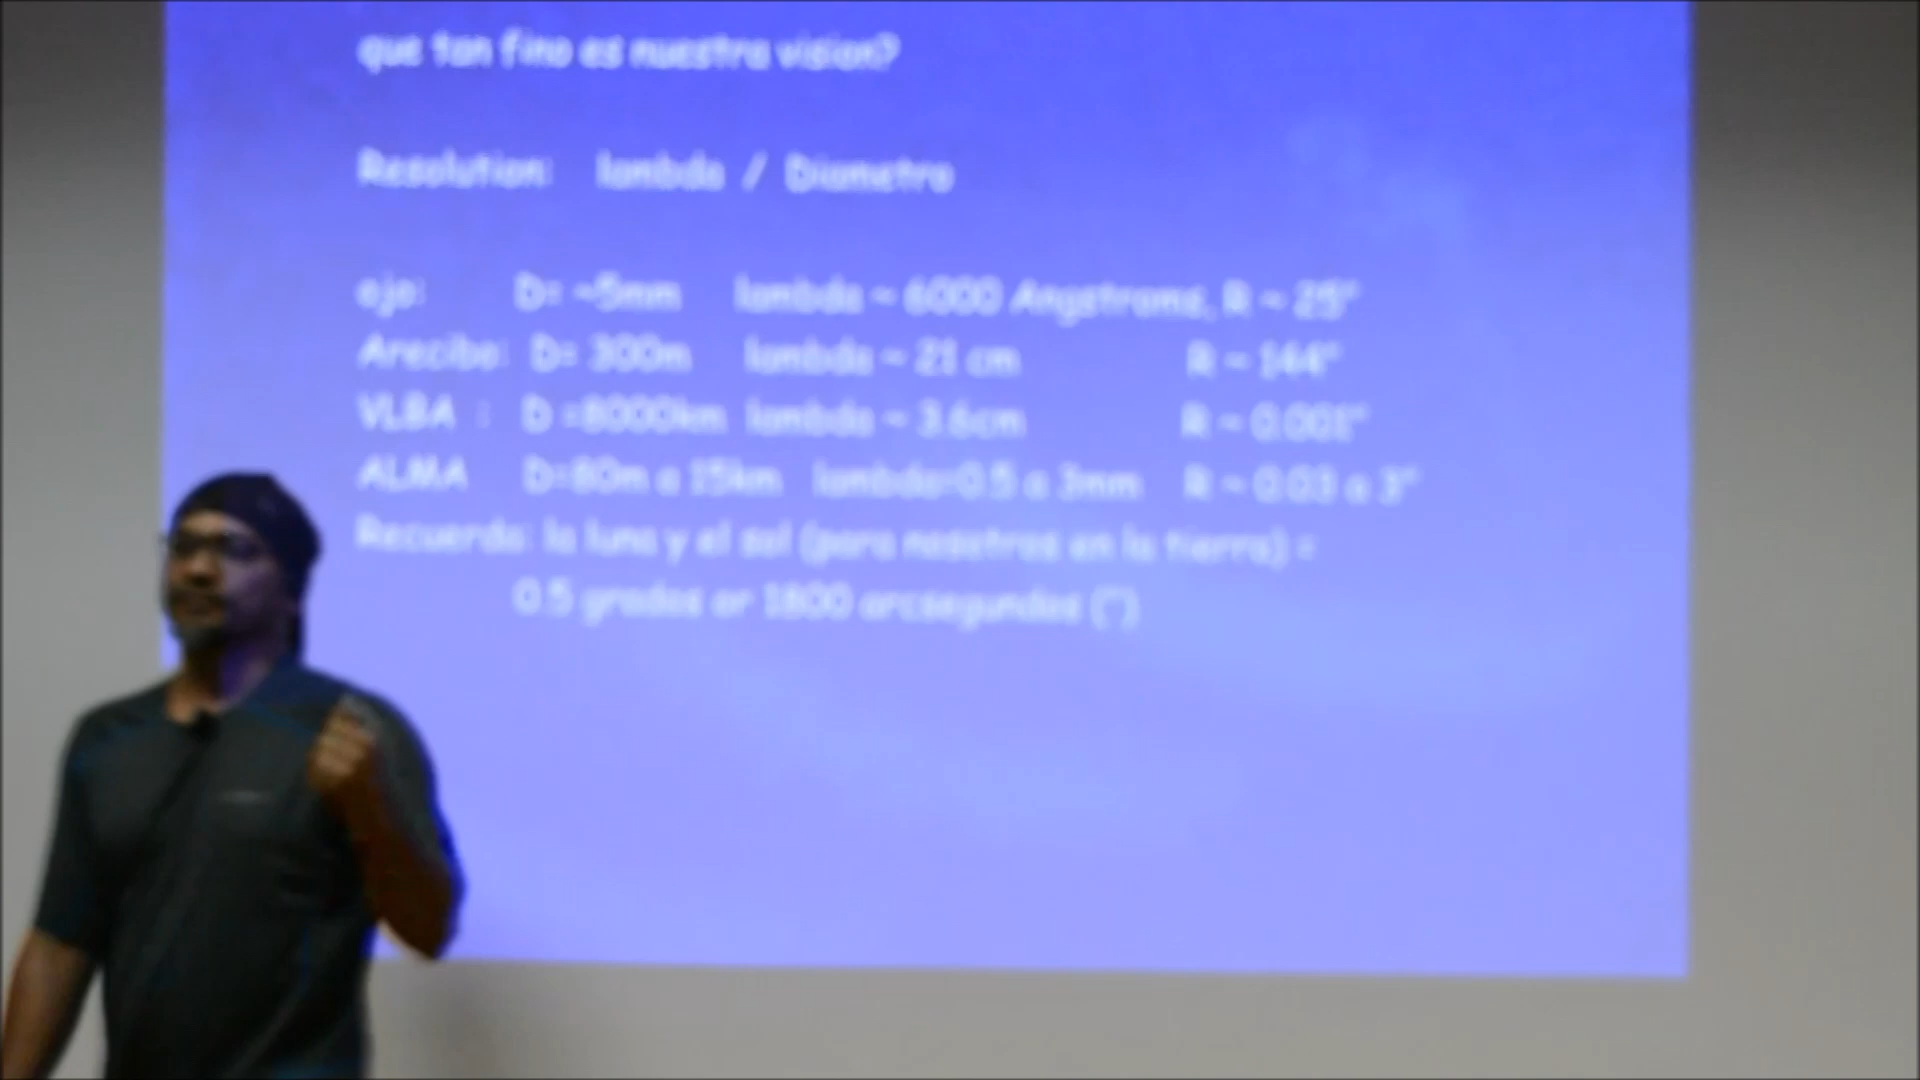 que tan fino es nuestra vision?
Resolution: lambda / Diametro
ojo: D= ~5mm lambda ~ 6000 Angstroms, R ~ 25"
Arecibo: D= 300m lambda ~ 21 cm R ~ 144"
VLBA : D =8000km lambda ~ 3.6cm R ~ 0.001"
ALMA D=80m a 15km lambda=0.5 a 3mm R ~ 0.03 a 3"
Recuerda: la luna y el sol (para nosotros en la tierra) =
0.5 grados or 1800 arcsegundos (")